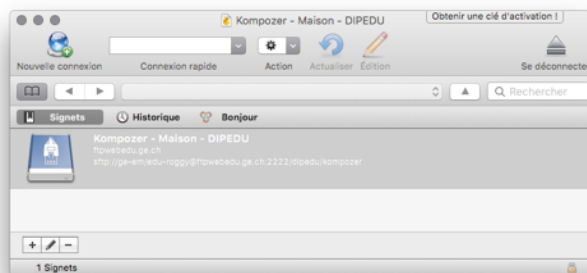 Kompozer - Maison - DIPEDU
Obtenir une clé d'activation !
Nouvelle connexion
Connexion rapide
Action
Actualiser
Édition
Se déconnecte
Rechercher
Signets
Historique
Bonjour
Kompozer - Maison - DIPEDU
ftpwebedu.ge.ch
sftp://ge-em/edu-roggy@ftpwebedu.ge.ch:2222/dipedu/kompozer
1 Signets